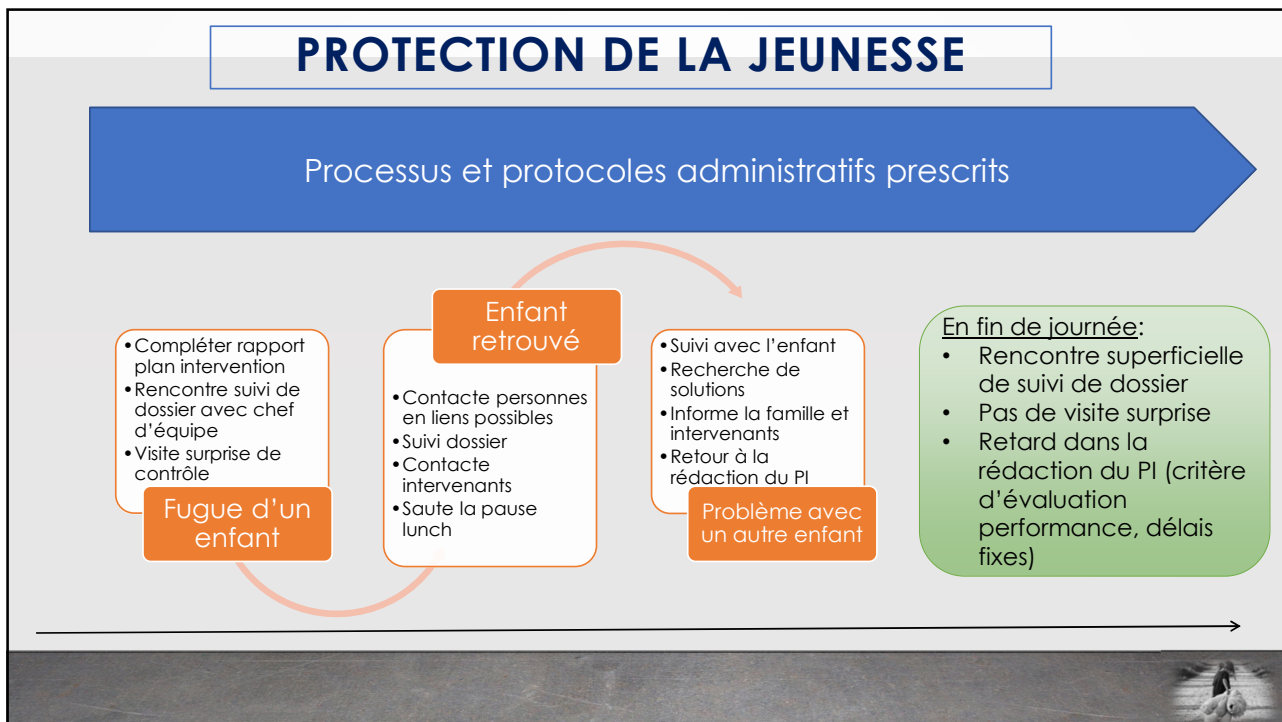 PROTECTION DE LA JEUNESSE
Processus et protocoles administratifs prescrits
•Compléter rapport
plan intervention
•Rencontre suivi de
dossier avec chef
d'équipe
•Visite surprise de
contrôle
Fugue d'un
enfant
Enfant
retrouvé
•Contacte personnes
en liens possibles
•Suivi dossier
•Contacte
intervenants
•Saute la pause
lunch
•Suivi avec l'enfant
•Recherche de
solutions
•Informe la famille et
intervenants
•Retour à la
rédaction du PI
Problème avec
un autre enfant
En fin de journée:
• Rencontre superficielle
de suivi de dossier
• Pas de visite surprise
• Retard dans la
rédaction du PI (critère
d'évaluation
performance, délais
fixes)